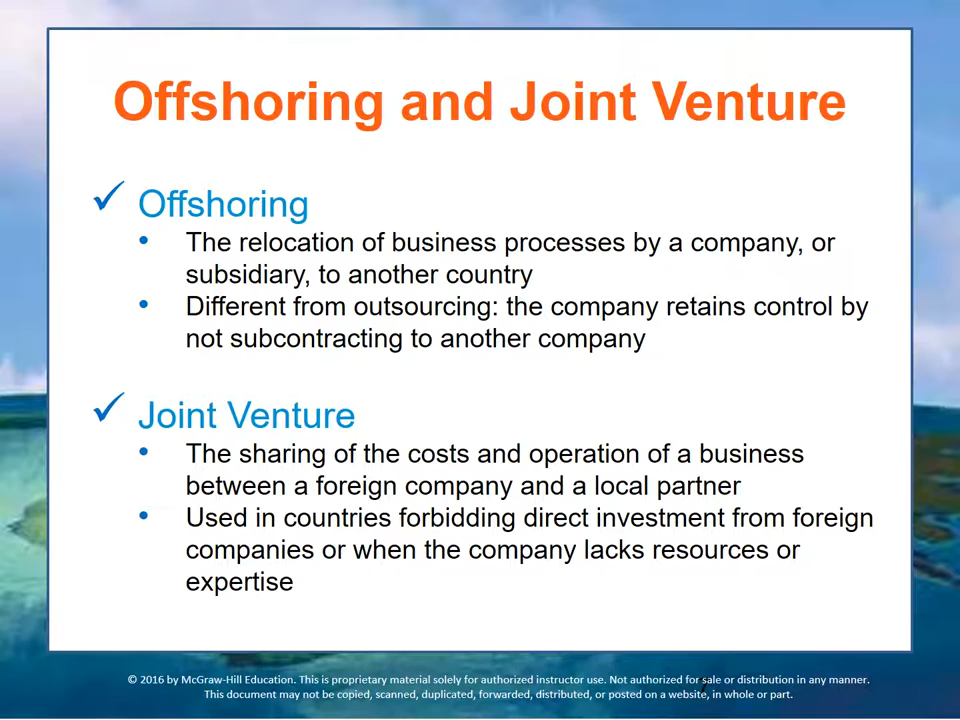 Offshoring and Joint Venture
✓ Offshoring
• The relocation of business processes by a company, or
subsidiary, to another country
• Different from outsourcing: the company retains control by
not subcontracting to another company
✓ Joint Venture
• The sharing of the costs and operation of a business
between a foreign company and a local partner
• Used in countries forbidding direct investment from foreign
companies or when the company lacks resources or
expertise
© 2016 by McGraw-Hill Education. This is proprietary material solely for authorized instructor use. Not authorized for sale or distribution in any manner.
This document may not be copied, scanned, duplicated, forwarded, distributed, or posted on a website, in whole or part.